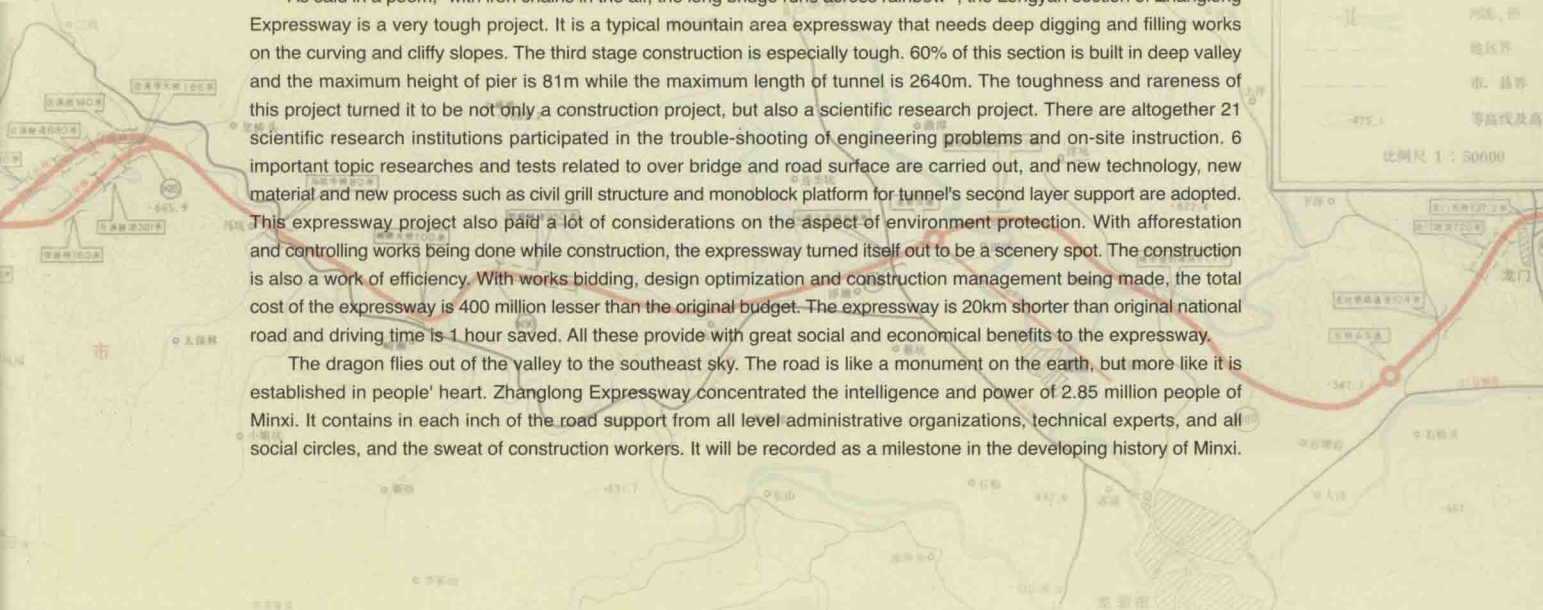 Expressway is a very tough project. It is a typical mountain area expressway that needs deep digging and filling works
on the curving and cliffy slopes. The third stage construction is especially tough. 60% of this section is built in deep valley
and the maximum height of pier is 81m while the maximum length of tunnel is 2640m. The toughness and rareness of
this project turned it to be not only a construction project, but also a scientific research project. There are altogether 21
scientific research institutions participated in the trouble-shooting of engineering problems and on-site instruction. 6
important topic researches and tests related to over bridge and road surface are carried out, and new technology, new
material and new process such as civil grill structure and monoblock platform for tunnel's second layer support are adopted.
This expressway project also paid a lot of considerations on the aspect of environment protection. With afforestation
and controlling works being done while construction, the expressway turned itself out to be a scenery spot. The construction
is also a work of efficiency. With works bidding, design optimization and construction management being made, the total
cost of the expressway is 400 million lesser than the original budget. The expressway is 20km shorter than original national
road and driving time is 1 hour saved. All these provide with great social and economical benefits to the expressway.
The dragon flies out of the valley to the southeast sky. The road is like a monument on the earth, but more like it is
established in people' heart. Zhanglong Expressway concentrated the intelligence and power of 2.85 million people of
Minxi. It contains in each inch of the road support from all level administrative organizations, technical experts, and all
social circles, and the sweat of construction workers. It will be recorded as a milestone in the developing history of Minxi.
地区界
市、县界
比例尺 1:50000
市
龙门